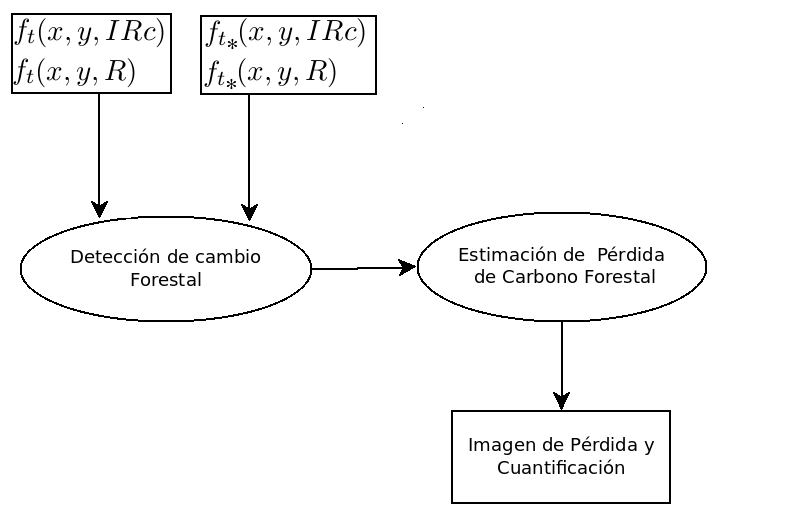 f_t(x, y, IRc)
f_t(x, y, R)
f_{t_*}(x, y, IRc)
f_{t_*}(x, y, R)
Detección de cambio
Forestal
Estimación de Pérdida
de Carbono Forestal
Imagen de Pérdida y
Cuantificación